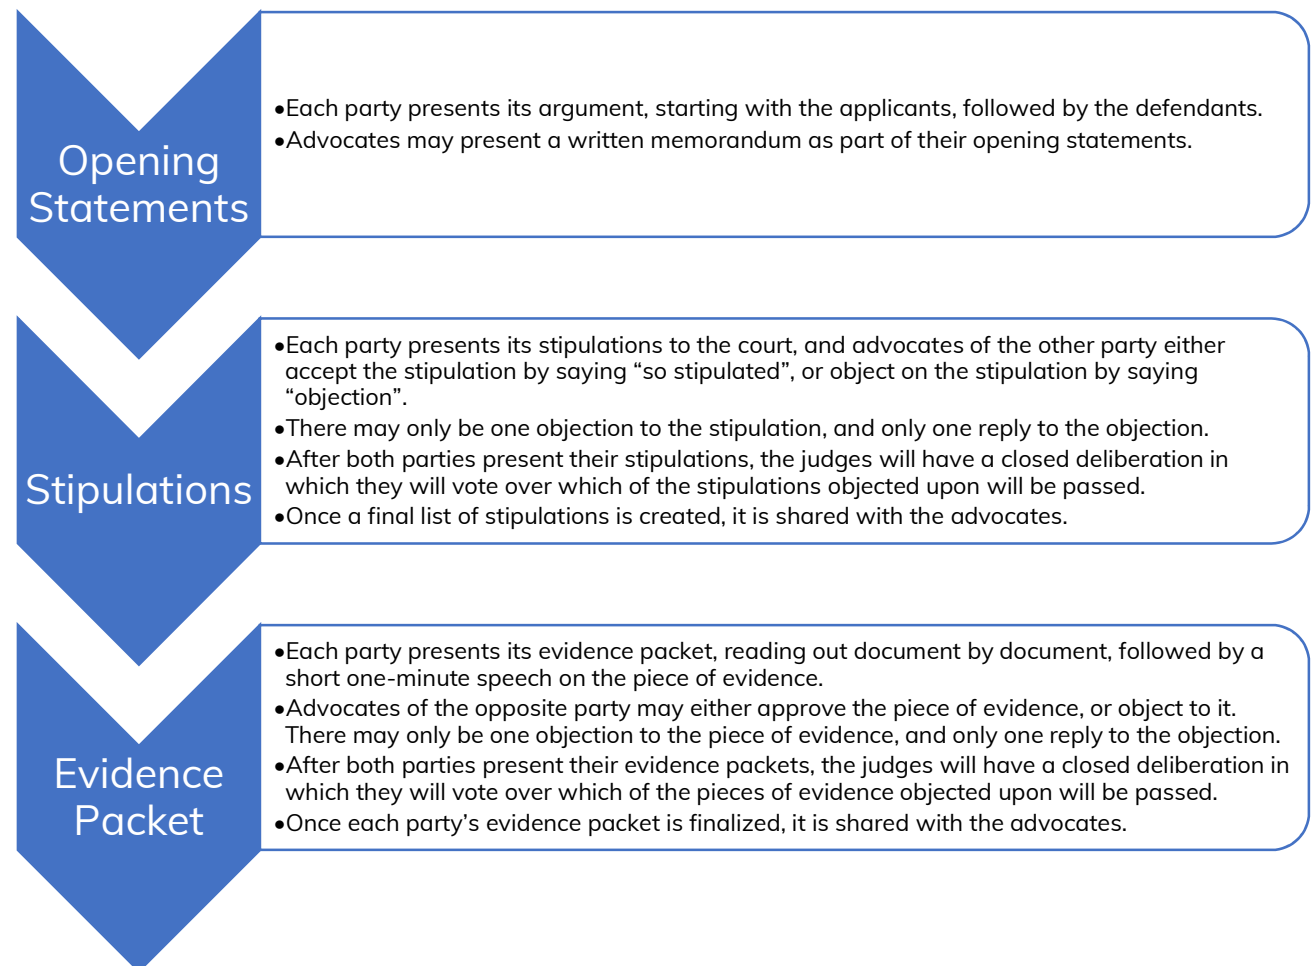 Opening
Statements
•Each party presents its argument, starting with the applicants, followed by the defendants.
•Advocates may present a written memorandum as part of their opening statements.
Stipulations
•Each party presents its stipulations to the court, and advocates of the other party either
accept the stipulation by saying “so stipulated”, or object on the stipulation by saying
“objection”.
•There may only be one objection to the stipulation, and only one reply to the objection.
•After both parties present their stipulations, the judges will have a closed deliberation in
which they will vote over which of the stipulations objected upon will be passed.
•Once a final list of stipulations is created, it is shared with the advocates.
Evidence
Packet
•Each party presents its evidence packet, reading out document by document, followed by a
short one-minute speech on the piece of evidence.
•Advocates of the opposite party may either approve the piece of evidence, or object to it.
There may only be one objection to the piece of evidence, and only one reply to the objection.
•After both parties present their evidence packets, the judges will have a closed deliberation in
which they will vote over which of the pieces of evidence objected upon will be passed.
•Once each party’s evidence packet is finalized, it is shared with the advocates.